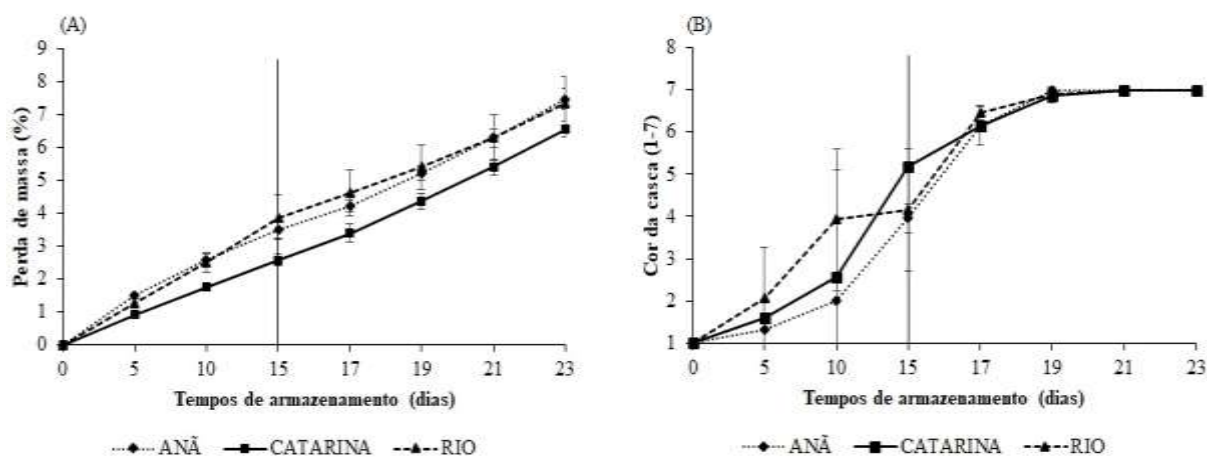 (A)
Perda de massa (%)
9
8
7
6
5
4
3
2
1
0
0 5 10 15 17 19 21 23
Tempos de armazenamento (dias)
ANÃ CATARINA RIO
(B)
Cor da casca (1-7)
8
7
6
5
4
3
2
1
0 5 10 15 17 19 21 23
Tempos de armazenamento (dias)
ANÃ CATARINA RIO